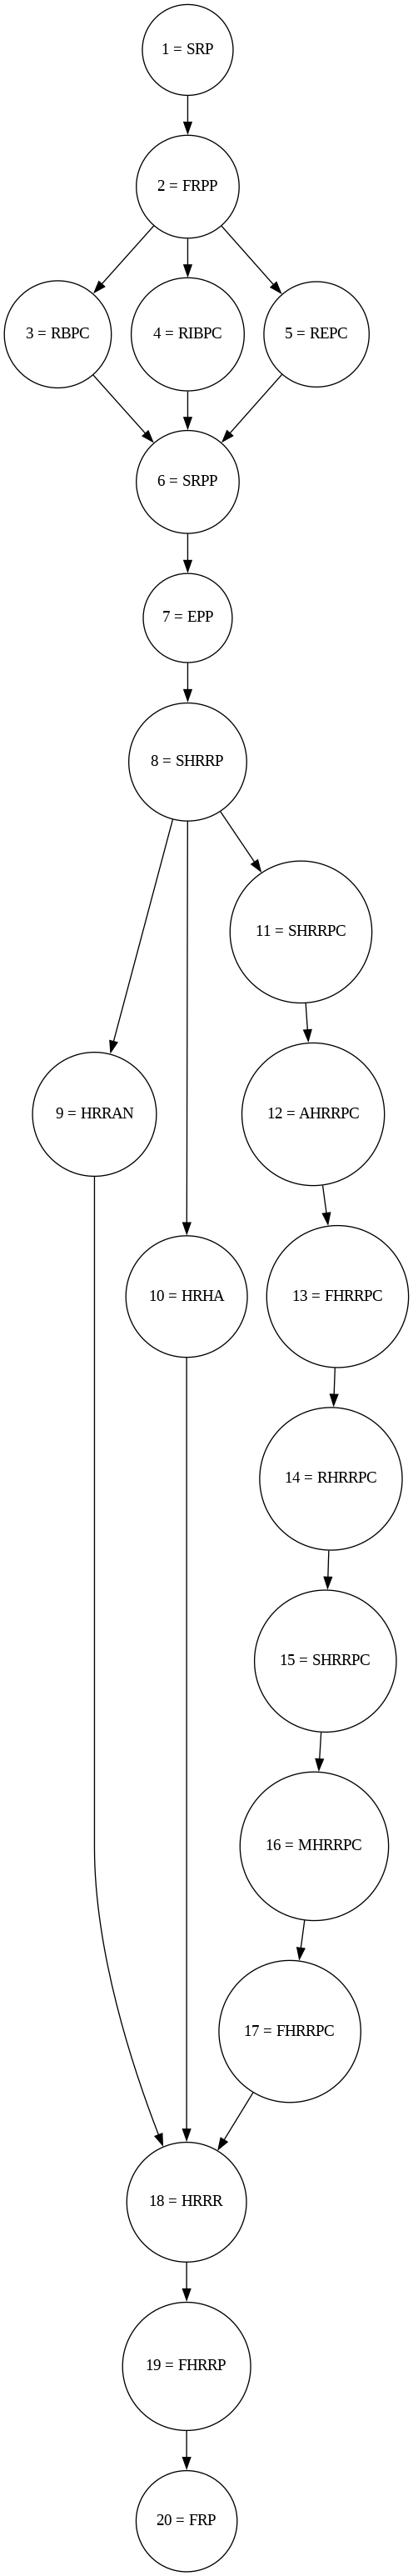 1 = SRP
2 = FRPP
3 = RBPC
4 = RIBPC
5 = REPC
6 = SRPP
7 = EPP
8 = SHRRP
11 = SHRRPC
9 = HRRAN
12 = AHRRPC
10 = HRHA
13 = FHRRPC
14 = RHRRPC
15 = SHRRPC
16 = MHRRPC
17 = FHRRPC
18 = HRRR
19 = FHRRP
20 = FRP